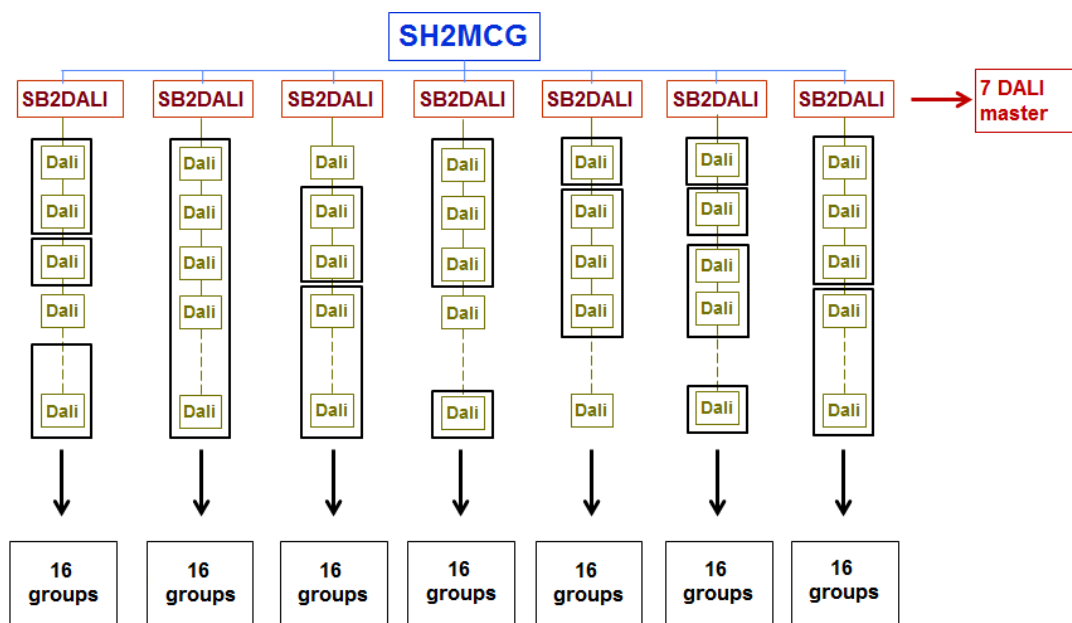 SH2MCG
SB2DALI SB2DALI SB2DALI SB2DALI SB2DALI SB2DALI SB2DALI
7 DALI
master
Dali Dali Dali Dali Dali Dali Dali
Dali Dali Dali Dali Dali Dali Dali
Dali Dali Dali Dali Dali Dali Dali
Dali Dali Dali Dali Dali Dali Dali
Dali Dali Dali Dali Dali Dali Dali
16 16 16 16 16 16 16
groups groups groups groups groups groups groups